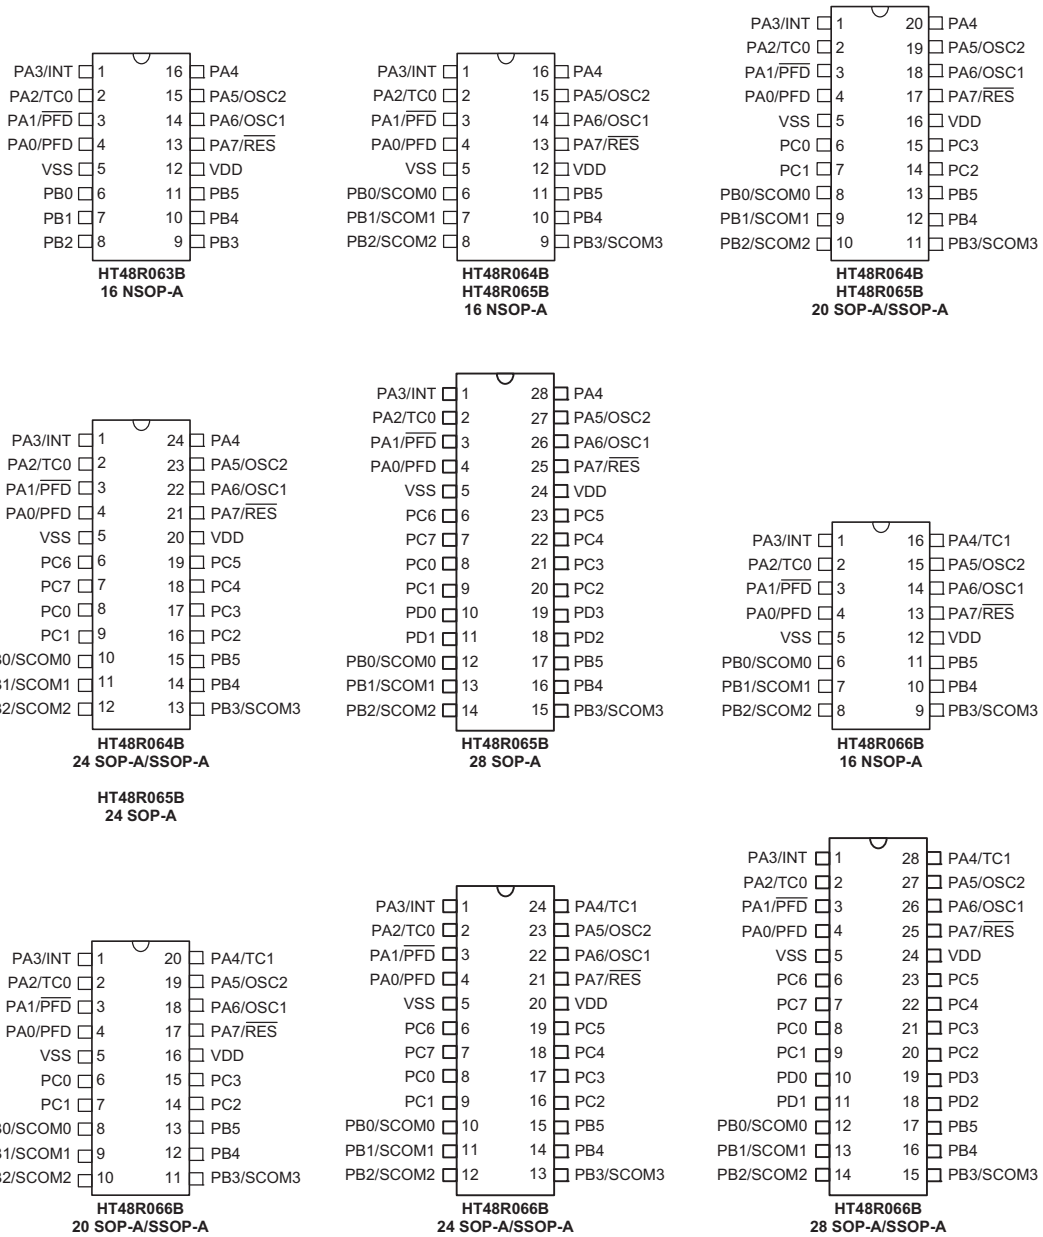 PA3/INT 1 16 PA4
PA2/TC0 2 15 PA5/OSC2
PA1/PFD 3 14 PA6/OSC1
PA0/PFD 4 13 PA7/RES
VSS 5 12 VDD
PB0 6 11 PB5
PB1 7 10 PB4
PB2 8 9 PB3
HT48R063B
16 NSOP-A
PA3/INT 1 16 PA4
PA2/TC0 2 15 PA5/OSC2
PA1/PFD 3 14 PA6/OSC1
PA0/PFD 4 13 PA7/RES
VSS 5 12 VDD
PB0/SCOM0 6 11 PB5
PB1/SCOM1 7 10 PB4
PB2/SCOM2 8 9 PB3/SCOM3
HT48R064B
HT48R065B
16 NSOP-A
PA3/INT 1 20 PA4
PA2/TC0 2 19 PA5/OSC2
PA1/PFD 3 18 PA6/OSC1
PA0/PFD 4 17 PA7/RES
VSS 5 16 VDD
PC0 6 15 PC3
PC1 7 14 PC2
PB0/SCOM0 8 13 PB5
PB1/SCOM1 9 12 PB4
PB2/SCOM2 10 11 PB3/SCOM3
HT48R064B
HT48R065B
20 SOP-A/SSOP-A
PA3/INT 1 24 PA4
PA2/TC0 2 23 PA5/OSC2
PA1/PFD 3 22 PA6/OSC1
PA0/PFD 4 21 PA7/RES
VSS 5 20 VDD
PC6 6 19 PC5
PC7 7 18 PC4
PC0 8 17 PC3
PC1 9 16 PC2
B0/SCOM0 10 15 PB5
B1/SCOM1 11 14 PB4
B2/SCOM2 12 13 PB3/SCOM3
HT48R064B
24 SOP-A/SSOP-A
HT48R065B
24 SOP-A
PA3/INT 1 28 PA4
PA2/TC0 2 27 PA5/OSC2
PA1/PFD 3 26 PA6/OSC1
PA0/PFD 4 25 PA7/RES
VSS 5 24 VDD
PC6 6 23 PC5
PC7 7 22 PC4
PC0 8 21 PC3
PC1 9 20 PC2
PD0 10 19 PD3
PD1 11 18 PD2
PB0/SCOM0 12 17 PB5
PB1/SCOM1 13 16 PB4
PB2/SCOM2 14 15 PB3/SCOM3
HT48R065B
28 SOP-A
PA3/INT 1 16 PA4/TC1
PA2/TC0 2 15 PA5/OSC2
PA1/PFD 3 14 PA6/OSC1
PA0/PFD 4 13 PA7/RES
VSS 5 12 VDD
PB0/SCOM0 6 11 PB5
PB1/SCOM1 7 10 PB4
PB2/SCOM2 8 9 PB3/SCOM3
HT48R066B
16 NSOP-A
PA3/INT 1 20 PA4/TC1
PA2/TC0 2 19 PA5/OSC2
PA1/PFD 3 18 PA6/OSC1
PA0/PFD 4 17 PA7/RES
VSS 5 16 VDD
PC0 6 15 PC3
PC1 7 14 PC2
B0/SCOM0 8 13 PB5
B1/SCOM1 9 12 PB4
B2/SCOM2 10 11 PB3/SCOM3
HT48R066B
20 SOP-A/SSOP-A
PA3/INT 1 24 PA4/TC1
PA2/TC0 2 23 PA5/OSC2
PA1/PFD 3 22 PA6/OSC1
PA0/PFD 4 21 PA7/RES
VSS 5 20 VDD
PC6 6 19 PC5
PC7 7 18 PC4
PC0 8 17 PC3
PC1 9 16 PC2
PB0/SCOM0 10 15 PB5
PB1/SCOM1 11 14 PB4
PB2/SCOM2 12 13 PB3/SCOM3
HT48R066B
24 SOP-A/SSOP-A
PA3/INT 1 28 PA4/TC1
PA2/TC0 2 27 PA5/OSC2
PA1/PFD 3 26 PA6/OSC1
PA0/PFD 4 25 PA7/RES
VSS 5 24 VDD
PC6 6 23 PC5
PC7 7 22 PC4
PC0 8 21 PC3
PC1 9 20 PC2
PD0 10 19 PD3
PD1 11 18 PD2
PB0/SCOM0 12 17 PB5
PB1/SCOM1 13 16 PB4
PB2/SCOM2 14 15 PB3/SCOM3
HT48R066B
28 SOP-A/SSOP-A